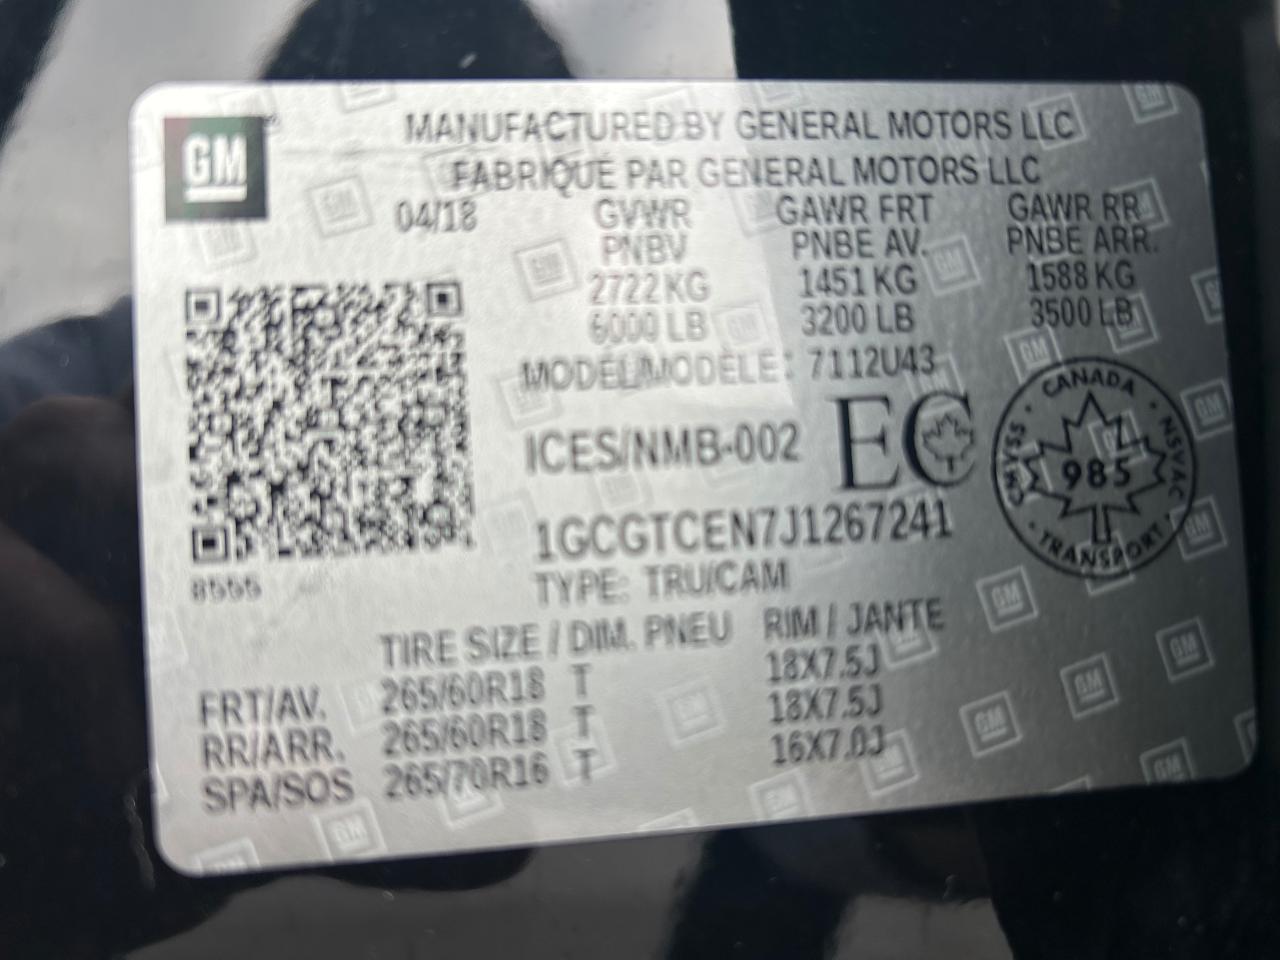 GM
MANUFACTURED BY GENERAL MOTORS LLC
FABRIQUÉ PAR GENERAL MOTORS LLC
04/18 GVWR GAWR FRT GAWR RR
PNBV PNBE AV. PNBE ARR.
2722 KG 1451 KG 1588 KG
6000 LB 3200 LB 3500 LB
MODEL/MODÈLE: 7112U43
ICES/NMB-002 EC
CANADA
CMVSS NSVAC
985
TRANSPORT
1GCGTCEN7J1267241
8555
TYPE: TRU/CAM
TIRE SIZE / DIM. PNEU RIM / JANTE
FRT/AV. 265/60R18 T 18X7.5J
RR/ARR. 265/60R18 T 18X7.5J
SPA/SOS 265/70R16 T 16X7.0J